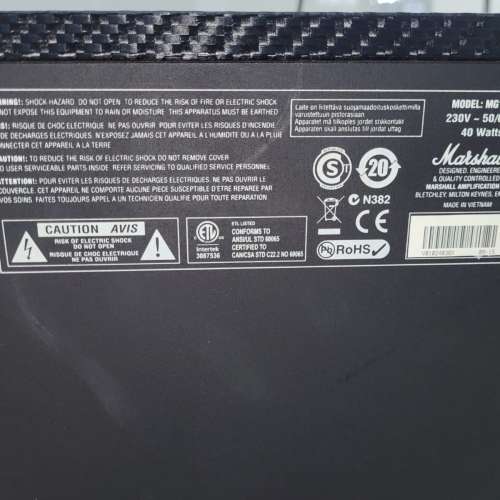 NING!: SHOCK HAZARD DO NOT OPEN TO REDUCE THE RISK OF FIRE OR ELECTRIC SHOCK
NOT EXPOSE THIS EQUIPMENT TO RAIN OR MOISTURE THIS APPARATUS MUST BE EARTHED
RISQUE DE CHOC ELECTRIQUE NE PAS OUVRIR POUR EVITER LES RISQUES D'INCENDIE
CHOCS ELECTRIQUES, N'EXPOSEZ JAMAIS CET APPAREIL A L'HUMIDITE OU A LA PLUIE
CONNECTER CET APPAREIL A LA TERRE
CAUTION!: TO REDUCE THE RISK OF ELECTRIC SHOCK DO NOT REMOVE COVER
USER SERVICEABLE PARTS INSIDE REFER SERVICING TO QUALIFIED SERVICE PERSONNEL
ATTENTION!: POUR EVITER LES RISQUES DE DECHARGES ELECTRIQUES, NE PAS RETIRER LE
COUVERCLE. CET APPAREIL NE COMPORTE AUCUNE PIECE SUSCEPTIBLE D'ETRE REPAREE PAR
VOS SOINS FAITES TOUJOURS APPEL A UN TECHNICIEN QUALIFIE POUR TOUTE REPARATION
CAUTION AVIS
RISK OF ELECTRIC SHOCK
DO NOT OPEN
RISQUE DE CHOC ELECTRIQUE
NE PAS OUVRIR
ETL LISTED
CONFORMS TO
ANSI/UL STD 60065
CERTIFIED TO
CAN/CSA STD C22.2 NO 60065
ETL
Intertek
3087536
Laite on liitettävä suojamaadoituskoskettimilla
varustettuun pistorasiaan
Apparatet må tilkoples jordet stikkontakt
Apparaten skall anslutas till jordat uttag
S
20
CE
N382
Pb RoHS
MODEL: MG
230V ~ 50/
40 Watts
Marshal
DESIGNED, ENGINEERED
& QUALITY CONTROLLED
MARSHALL AMPLIFICATION
BLETCHLEY, MILTON KEYNES, E
MADE IN VIETNAM